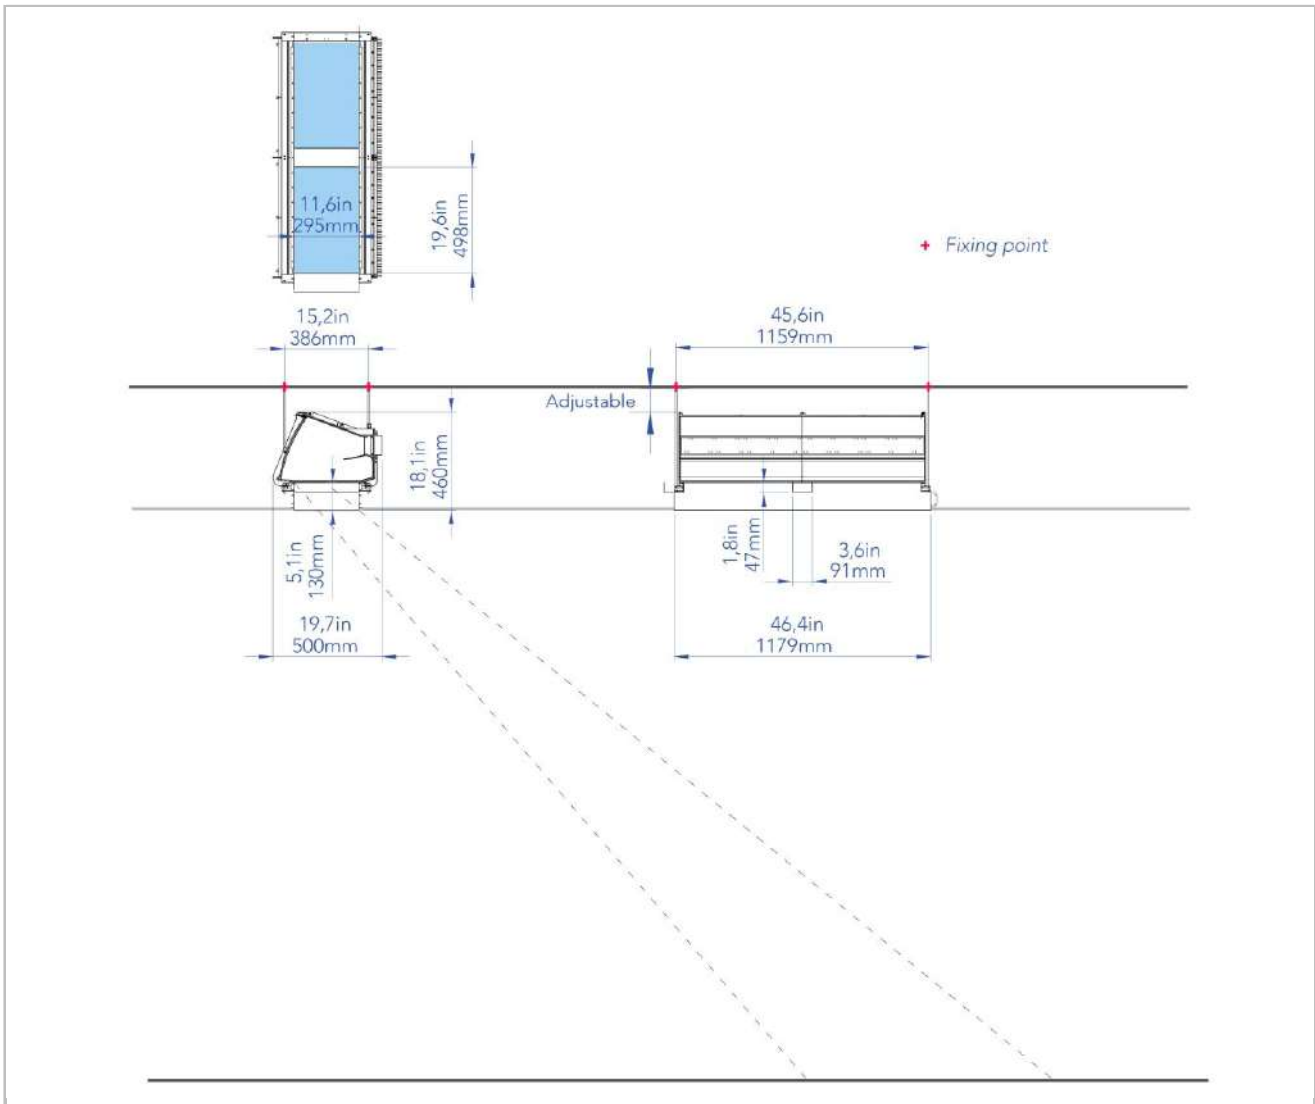 11,6in
295mm
19,6in
498mm
Fixing point
15,2in
386mm
45,6in
1159mm
Adjustable
18,1in
460mm
5,1in
130mm
1,8in
47mm
3,6in
91mm
19,7in
500mm
46,4in
1179mm